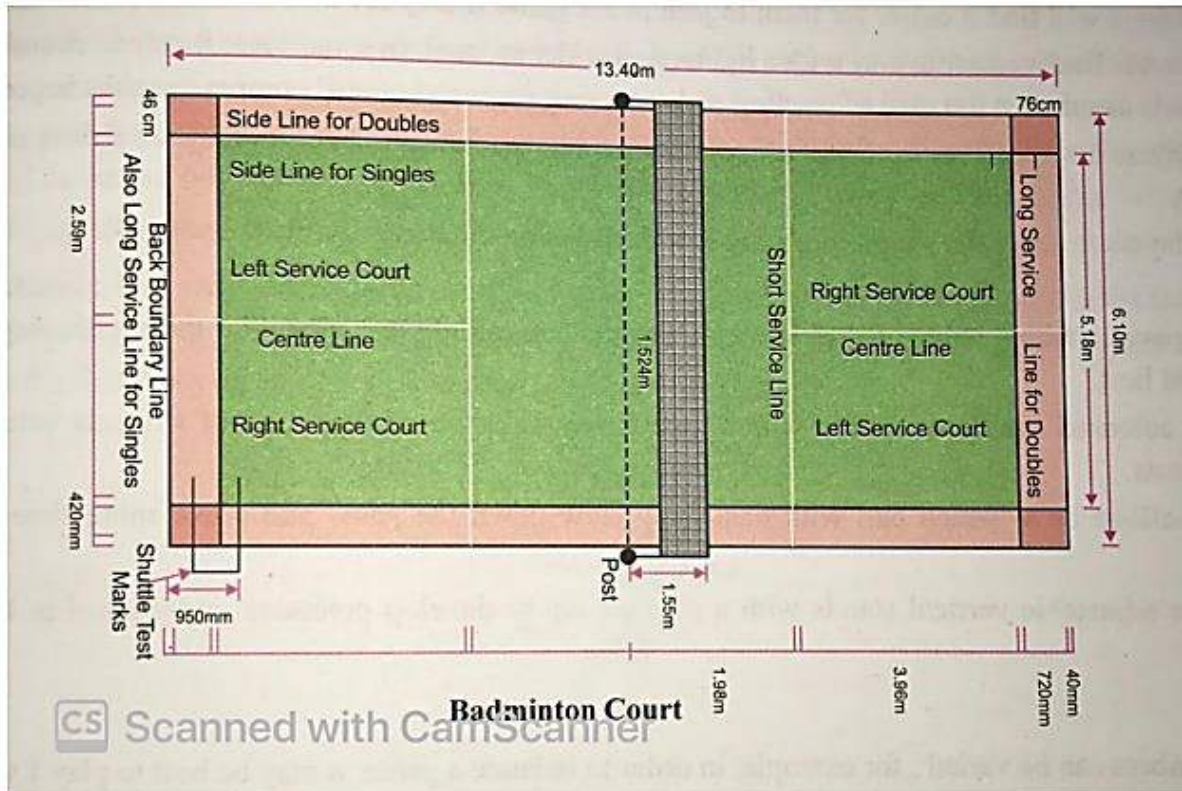 13.40m
46 cm
76cm
Side Line for Doubles
Side Line for Singles
Left Service Court
Centre Line
Right Service Court
2.59m
420mm
Also Long Service Line for Singles
Back Boundary Line
Shuttle Test
Marks
950mm
1.524m
Post
1.55m
Short Service Line
Right Service Court
Centre Line
Left Service Court
Long Service
Line for Doubles
5.18m
6.10m
1.98m
3.96m
720mm
40mm
Badminton Court
CS Scanned with CamScanner